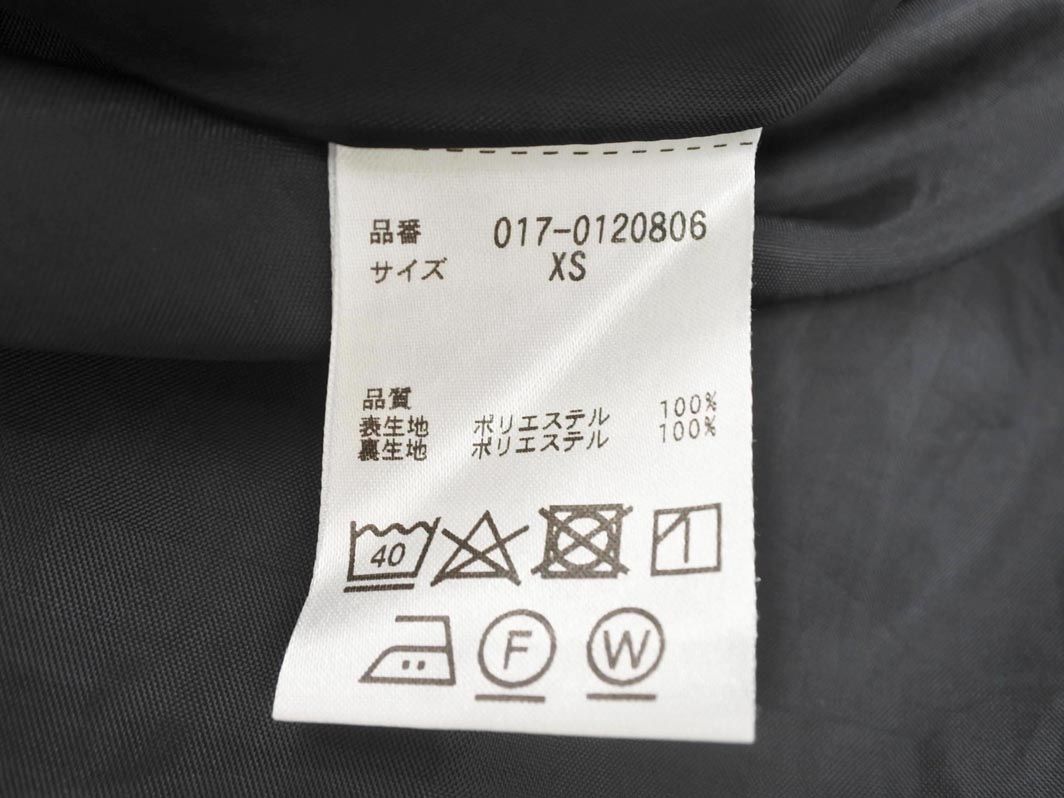 品番 017-0120806
サイズ XS
品質
表生地 ポリエステル 100%
裏生地 ポリエステル 100%
40
F W